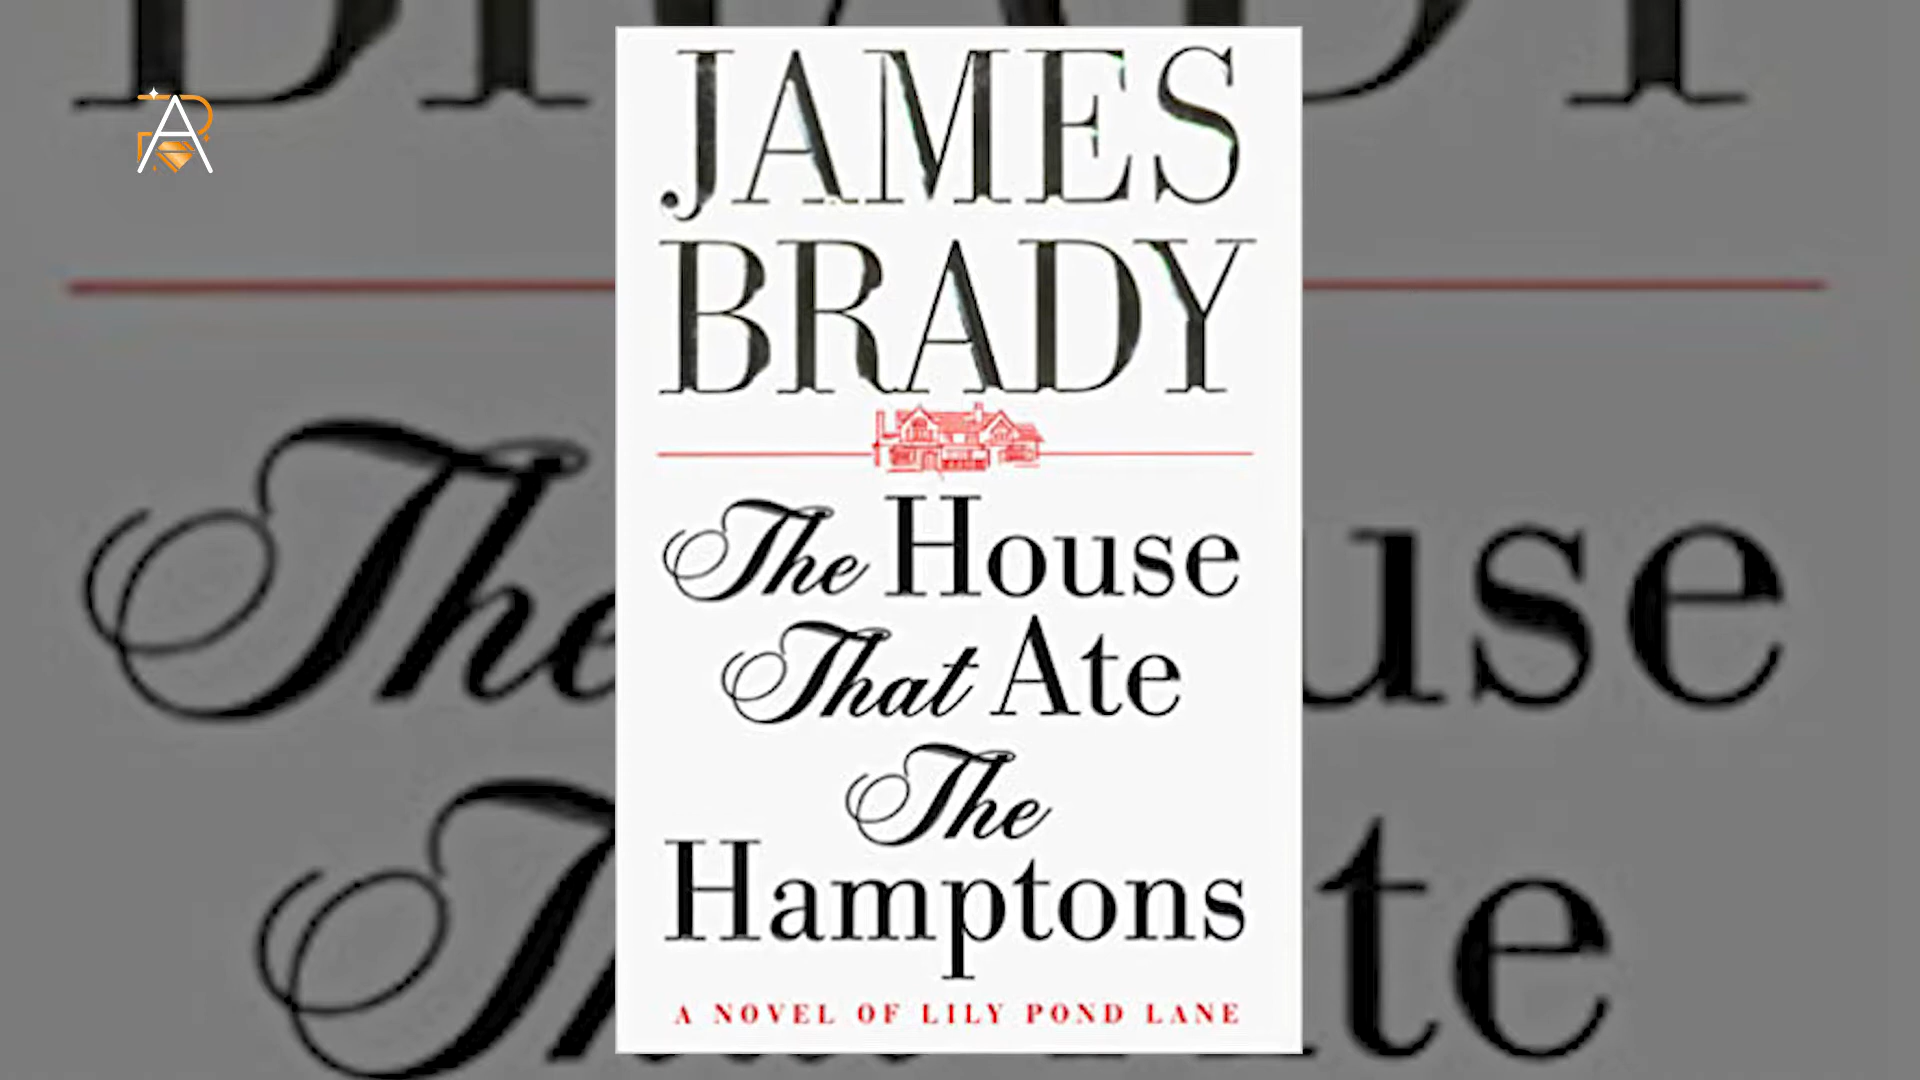 JAMES
BRADY
The House
That Ate
The
Hamptons
A NOVEL OF LILY POND LANE